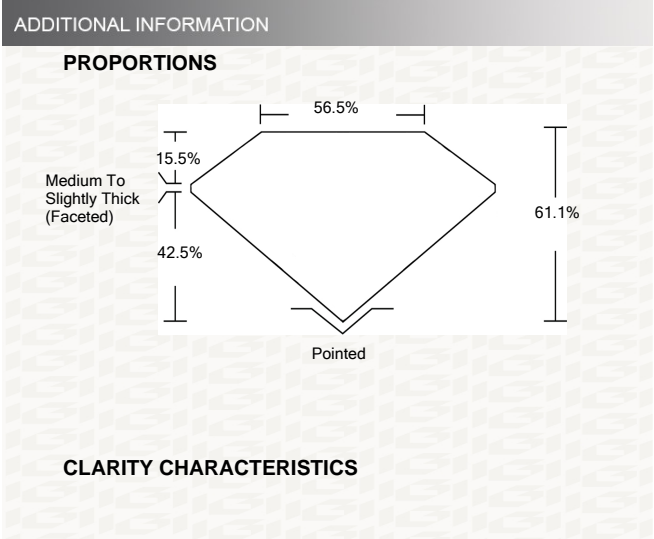 ADDITIONAL INFORMATION
PROPORTIONS
56.5%
15.5%
Medium To
Slightly Thick
(Faceted)
61.1%
42.5%
Pointed
CLARITY CHARACTERISTICS